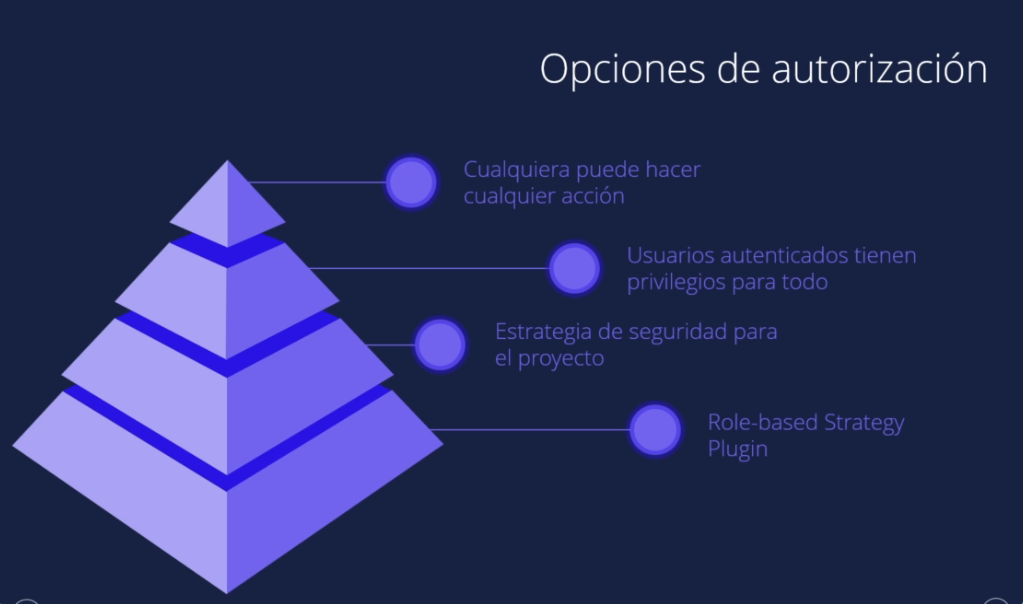 Opciones de autorización
Cualquiera puede hacer
cualquier acción
Usuarios autenticados tienen
privilegios para todo
Estrategia de seguridad para
el proyecto
Role-based Strategy
Plugin